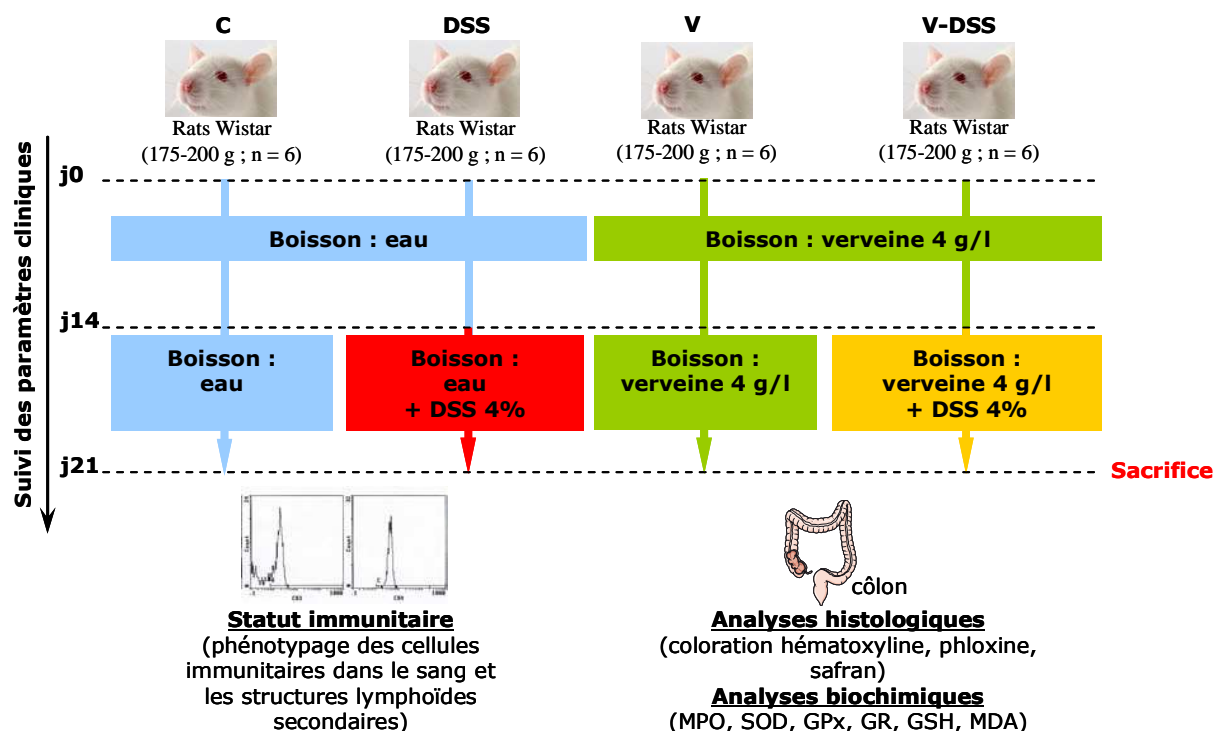 C
DSS
V
V-DSS
Rats Wistar
(175-200 g ; n = 6)
Rats Wistar
(175-200 g ; n = 6)
Rats Wistar
(175-200 g ; n = 6)
Rats Wistar
(175-200 g ; n = 6)
Suivi des paramètres cliniques
j0
Boisson : eau
Boisson : verveine 4 g/l
j14
Boisson :
eau
Boisson :
eau
+ DSS 4%
Boisson :
verveine 4 g/l
Boisson :
verveine 4 g/l
+ DSS 4%
j21
Sacrifice
côlon
Statut immunitaire
(phénotypage des cellules
immunitaires dans le sang et
les structures lymphoïdes
secondaires)
Analyses histologiques
(coloration hématoxyline, phloxine,
safran)
Analyses biochimiques
(MPO, SOD, GPx, GR, GSH, MDA)